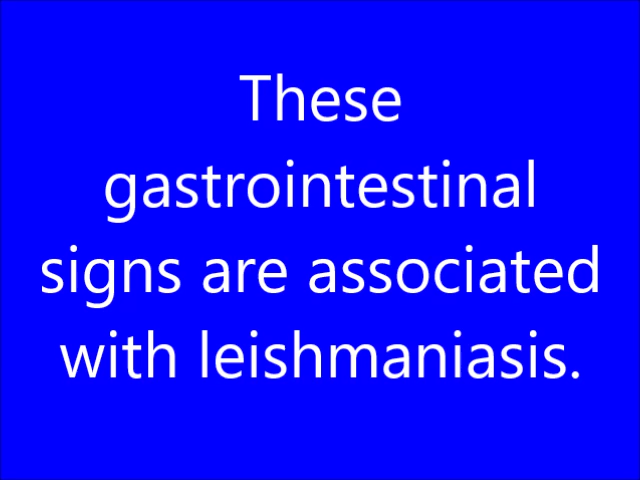 These
gastrointestinal
signs are associated
with leishmaniasis.